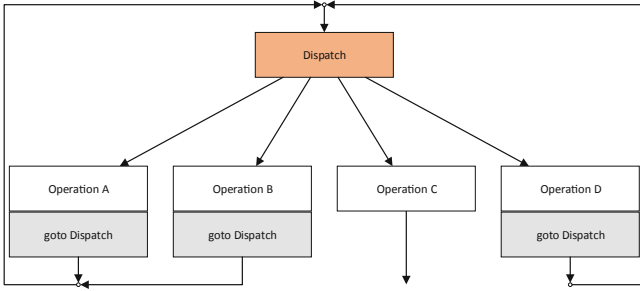 Dispatch
Operation A
Operation B
Operation C
Operation D
goto Dispatch
goto Dispatch
goto Dispatch